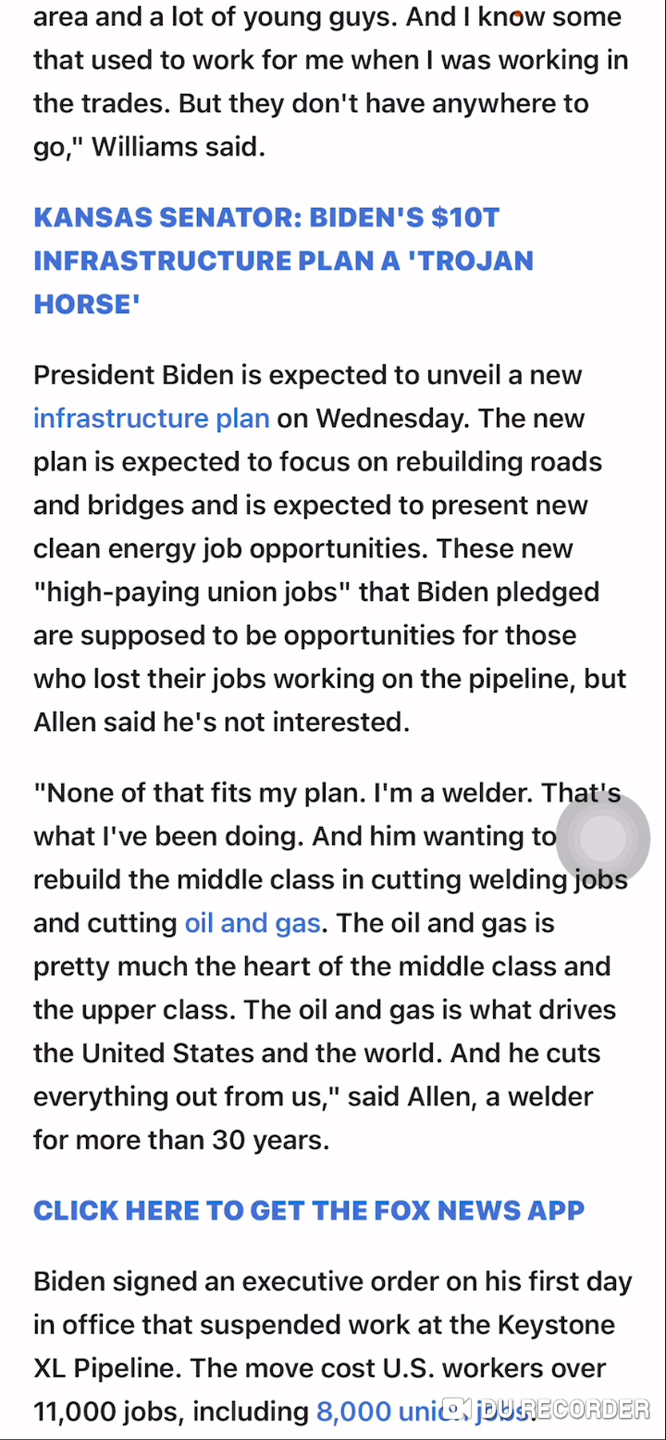 area and a lot of young guys. And I know some
that used to work for me when I was working in
the trades. But they don't have anywhere to
go," Williams said.
KANSAS SENATOR: BIDEN'S $10T
INFRASTRUCTURE PLAN A 'TROJAN
HORSE'
President Biden is expected to unveil a new
infrastructure plan on Wednesday. The new
plan is expected to focus on rebuilding roads
and bridges and is expected to present new
clean energy job opportunities. These new
"high-paying union jobs" that Biden pledged
are supposed to be opportunities for those
who lost their jobs working on the pipeline, but
Allen said he's not interested.
"None of that fits my plan. I'm a welder. That's
what I've been doing. And him wanting to
rebuild the middle class in cutting welding jobs
and cutting oil and gas. The oil and gas is
pretty much the heart of the middle class and
the upper class. The oil and gas is what drives
the United States and the world. And he cuts
everything out from us," said Allen, a welder
for more than 30 years.
CLICK HERE TO GET THE FOX NEWS APP
Biden signed an executive order on his first day
in office that suspended work at the Keystone
XL Pipeline. The move cost U.S. workers over
11,000 jobs, including 8,000 union jobs.
DU RECORDER